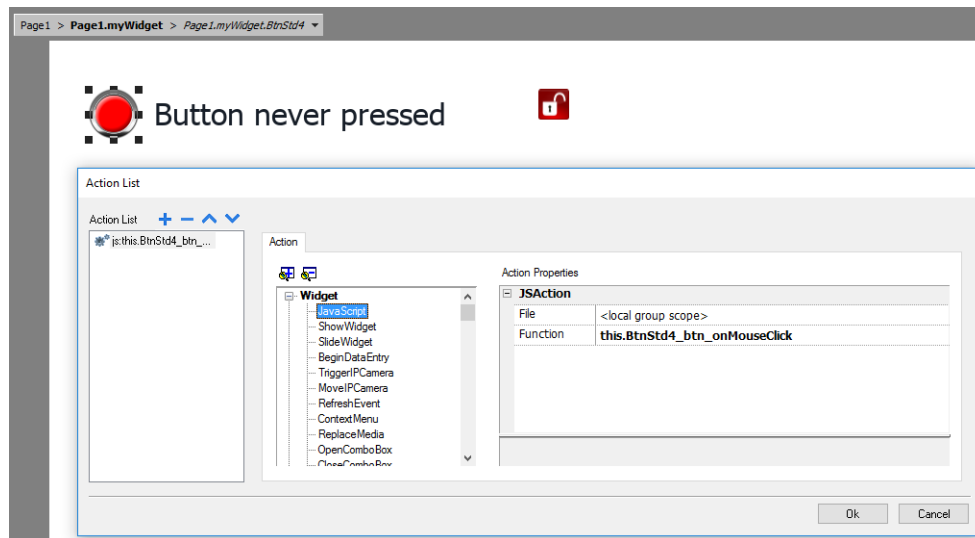 Page1 > Page1.myWidget > Page1.myWidget.BtnStd4
Button never pressed
Action List
Action List
js:this.BtnStd4_btn_...
Action
Widget
JavaScript
ShowWidget
SlideWidget
BeginDataEntry
TriggerIPCamera
MoveIPCamera
RefreshEvent
ContextMenu
ReplaceMedia
OpenComboBox
CloseComboBox
Action Properties
JSAction
File <local group scope>
Function this.BtnStd4_btn_onMouseClick
Ok Cancel